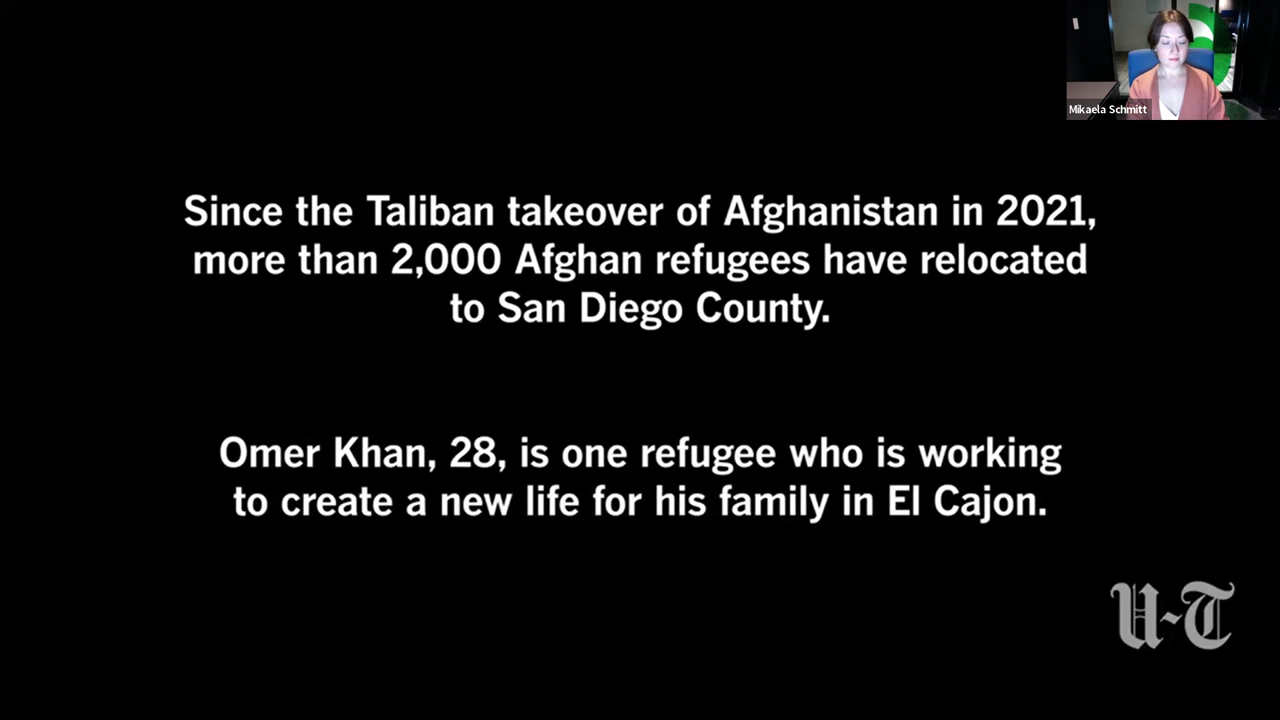 Mikaela Schmitt
Since the Taliban takeover of Afghanistan in 2021,
more than 2,000 Afghan refugees have relocated
to San Diego County.
Omer Khan, 28, is one refugee who is working
to create a new life for his family in El Cajon.
U-T